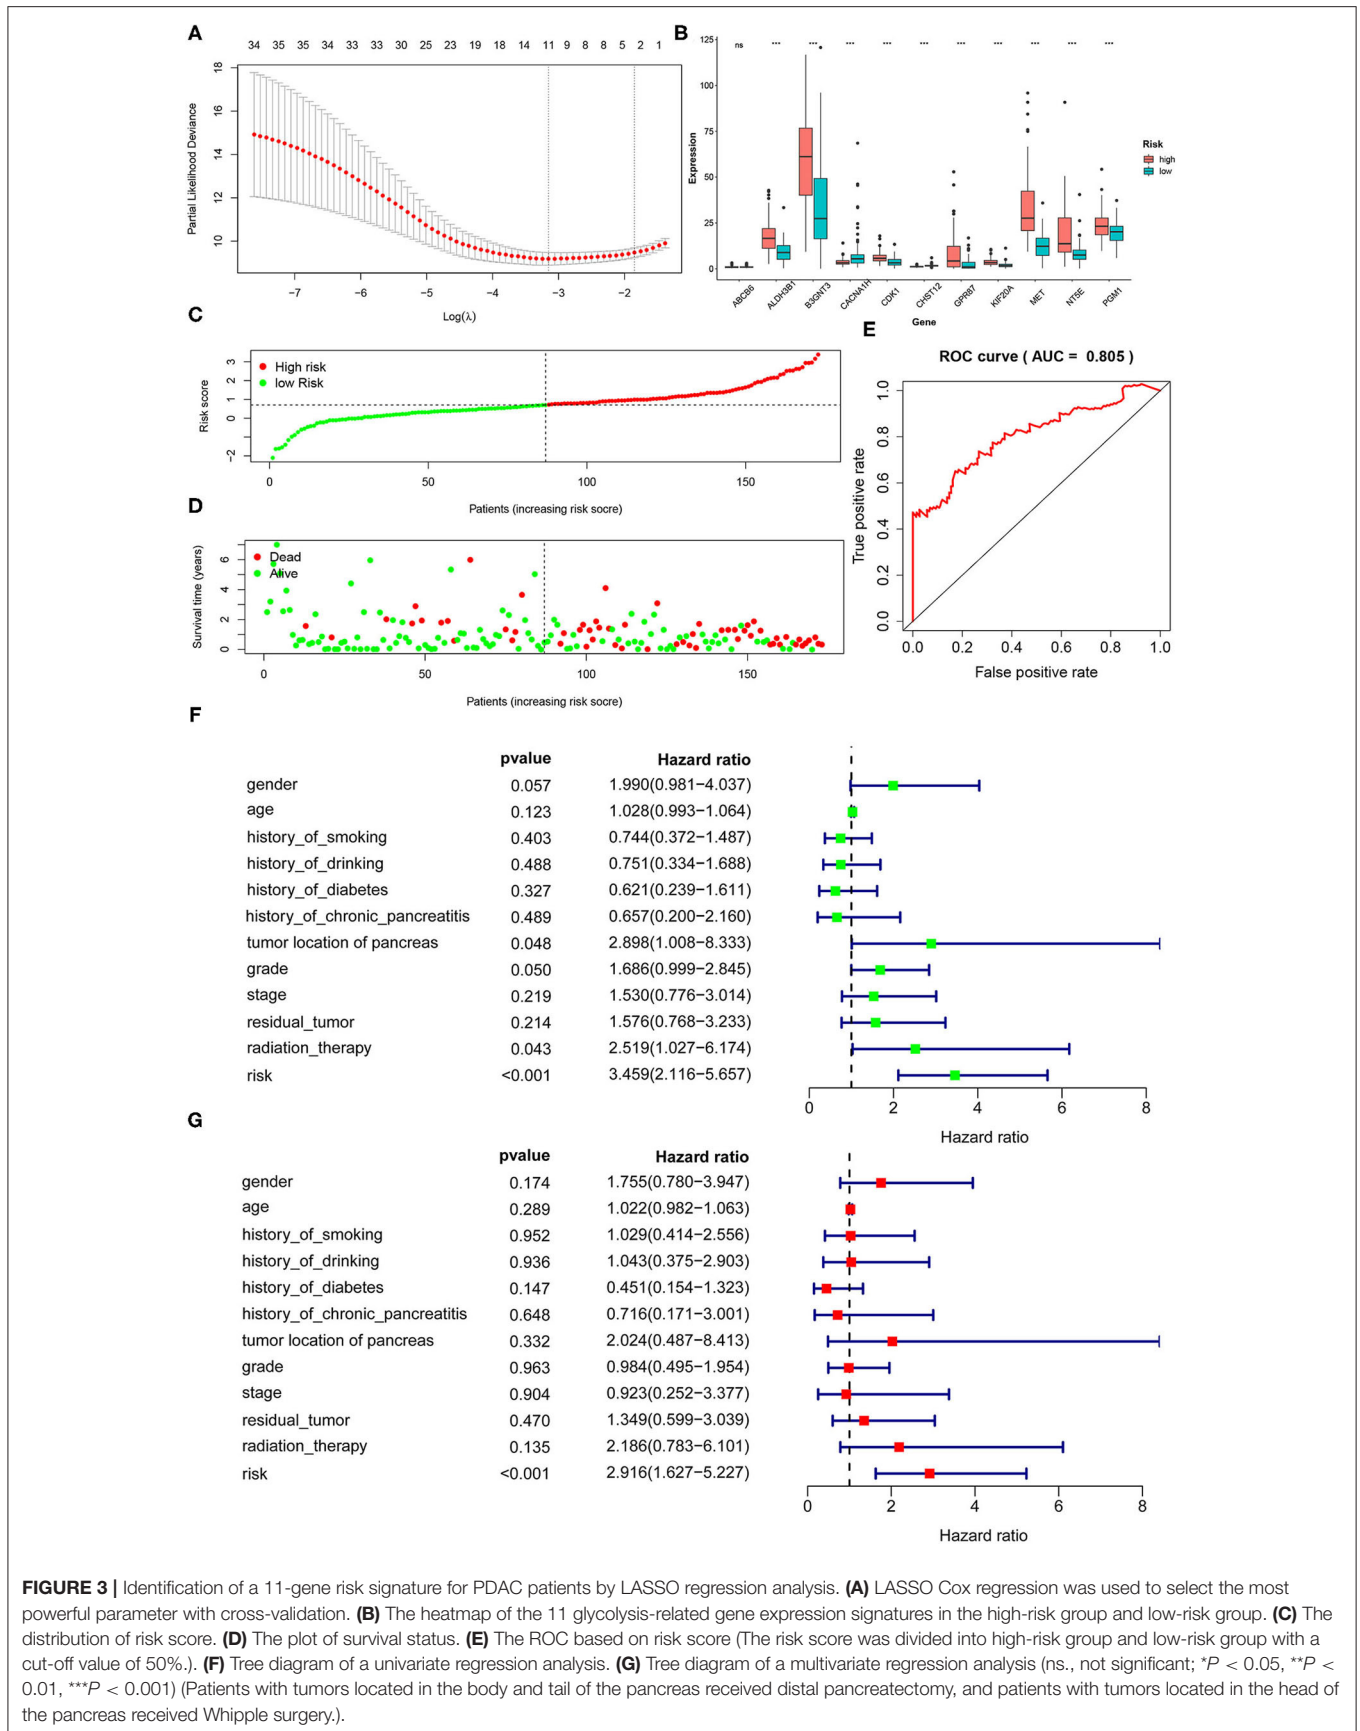 A
34 35 35 34 33 33 30 25 23 19 18 14 11 9 8 8 5 2 1
18
16
14
12
10
Partial Likelihood Deviance
−7 −6 −5 −4 −3 −2
Log(λ)
B
125
100
75
50
25
0
Expression
ns *** *** *** *** *** *** *** *** *** ***
Risk
high
low
ABCB6 ALDH3B1 B3GNT3 CACNA1H CDK1 CHST12 GPR87 KIF20A MET NT5E PGM1
Gene
C
Risk score
3
2
1
0
−2
High risk
low Risk
0 50 100 150
Patients (increasing risk socre)
D
Survival time (years)
6
4
2
0
Dead
Alive
0 50 100 150
Patients (increasing risk socre)
E
ROC curve ( AUC = 0.805 )
True positive rate
1.0
0.8
0.6
0.4
0.2
0.0
0.0 0.2 0.4 0.6 0.8 1.0
False positive rate
F
pvalue Hazard ratio
gender 0.057 1.990(0.981−4.037)
age 0.123 1.028(0.993−1.064)
history_of_smoking 0.403 0.744(0.372−1.487)
history_of_drinking 0.488 0.751(0.334−1.688)
history_of_diabetes 0.327 0.621(0.239−1.611)
history_of_chronic_pancreatitis 0.489 0.657(0.200−2.160)
tumor location of pancreas 0.048 2.898(1.008−8.333)
grade 0.050 1.686(0.999−2.845)
stage 0.219 1.530(0.776−3.014)
residual_tumor 0.214 1.576(0.768−3.233)
radiation_therapy 0.043 2.519(1.027−6.174)
risk <0.001 3.459(2.116−5.657)
0 2 4 6 8
Hazard ratio
G
pvalue Hazard ratio
gender 0.174 1.755(0.780−3.947)
age 0.289 1.022(0.982−1.063)
history_of_smoking 0.952 1.029(0.414−2.556)
history_of_drinking 0.936 1.043(0.375−2.903)
history_of_diabetes 0.147 0.451(0.154−1.323)
history_of_chronic_pancreatitis 0.648 0.716(0.171−3.001)
tumor location of pancreas 0.332 2.024(0.487−8.413)
grade 0.963 0.984(0.495−1.954)
stage 0.904 0.923(0.252−3.377)
residual_tumor 0.470 1.349(0.599−3.039)
radiation_therapy 0.135 2.186(0.783−6.101)
risk <0.001 2.916(1.627−5.227)
0 2 4 6 8
Hazard ratio
FIGURE 3 | Identification of a 11-gene risk signature for PDAC patients by LASSO regression analysis. (A) LASSO Cox regression was used to select the most
powerful parameter with cross-validation. (B) The heatmap of the 11 glycolysis-related gene expression signatures in the high-risk group and low-risk group. (C) The
distribution of risk score. (D) The plot of survival status. (E) The ROC based on risk score (The risk score was divided into high-risk group and low-risk group with a
cut-off value of 50%.). (F) Tree diagram of a univariate regression analysis. (G) Tree diagram of a multivariate regression analysis (ns., not significant; *P < 0.05, **P <
0.01, ***P < 0.001) (Patients with tumors located in the body and tail of the pancreas received distal pancreatectomy, and patients with tumors located in the head of
the pancreas received Whipple surgery.).